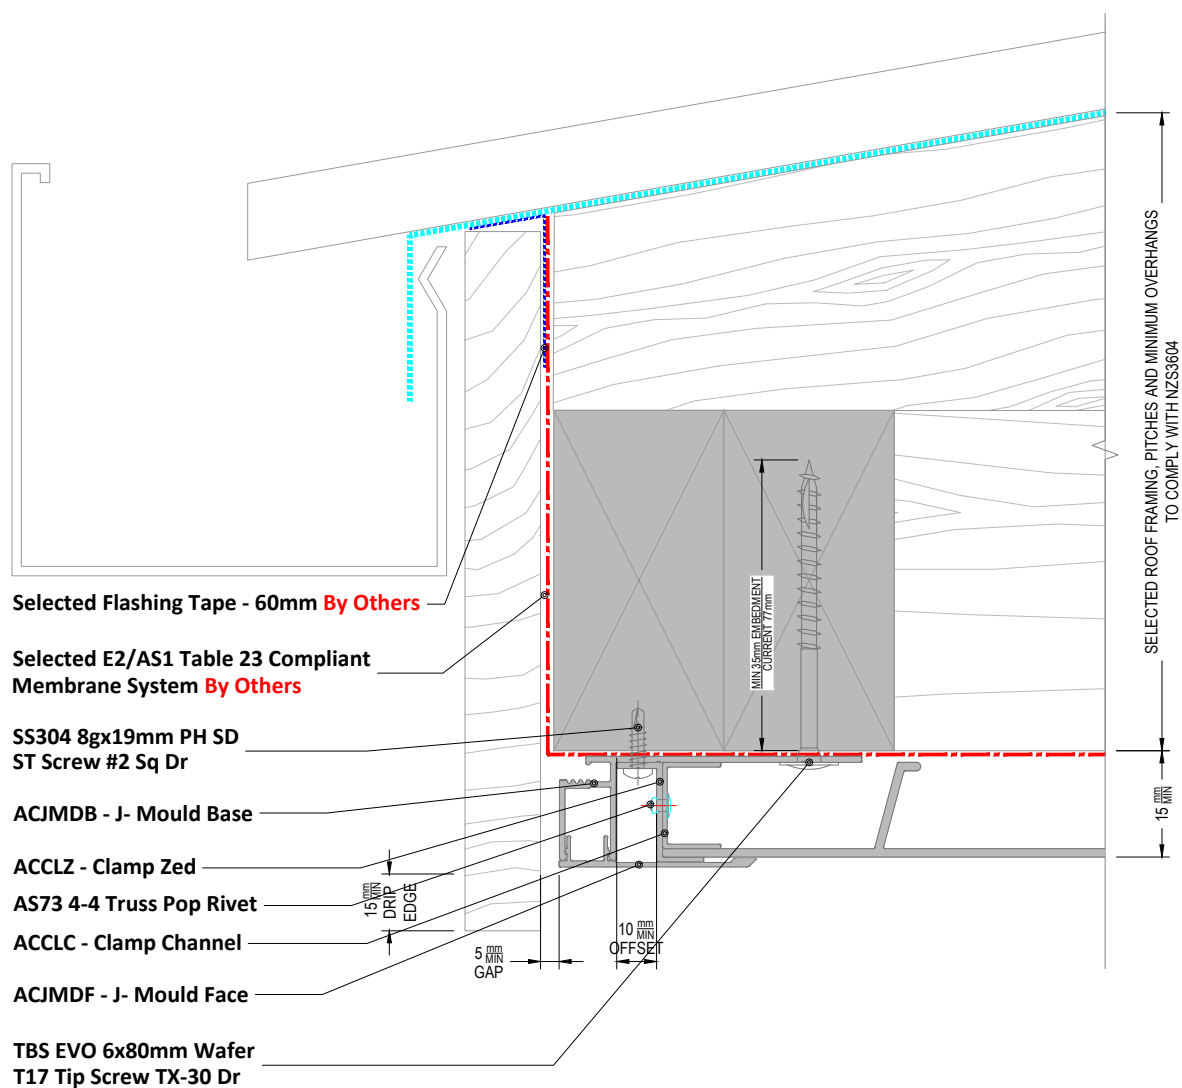 Selected Flashing Tape - 60mm By Others
Selected E2/AS1 Table 23 Compliant
Membrane System By Others
SS304 8gx19mm PH SD
ST Screw #2 Sq Dr
ACJMDB - J- Mould Base
ACCLZ - Clamp Zed
AS73 4-4 Truss Pop Rivet
ACCLC - Clamp Channel
ACJMDF - J- Mould Face
TBS EVO 6x80mm Wafer
T17 Tip Screw TX-30 Dr
15 mm MIN
DRIP
EDGE
5 mm MIN
GAP
10 mm MIN
OFFSET
MIN 35mm EMBEDMENT
CURRENT 77mm
SELECTED ROOF FRAMING, PITCHES AND MINIMUM OVERHANGS
TO COMPLY WITH NZS3604
15 mm MIN